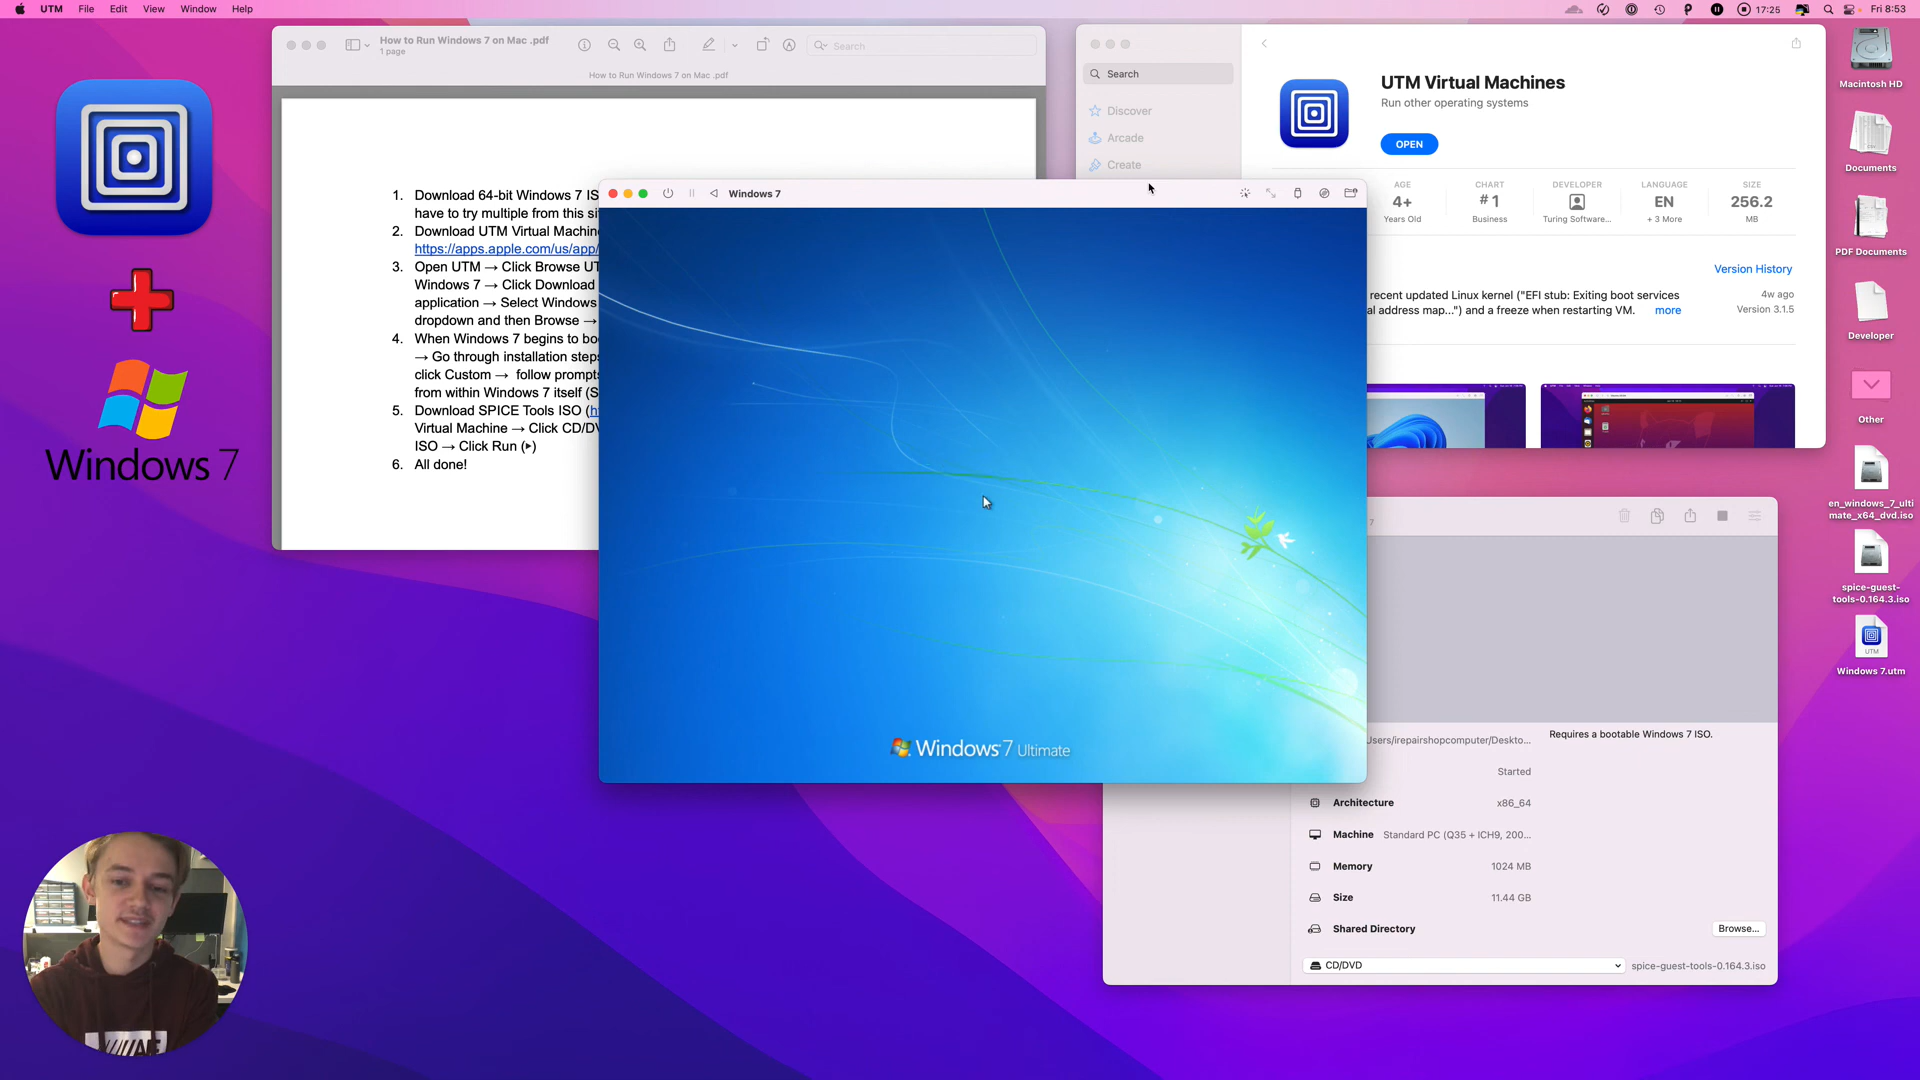 UTM File Edit View Window Help
17:25
Fri 8:53
How to Run Windows 7 on Mac .pdf
1 page
Search
How to Run Windows 7 on Mac .pdf
1. Download 64-bit Windows 7 IS
have to try multiple from this si
2. Download UTM Virtual Machin
https://apps.apple.com/us/app/
3. Open UTM → Click Browse UT
Windows 7 → Click Download
application → Select Windows
dropdown and then Browse →
4. When Windows 7 begins to bo
→ Go through installation steps
click Custom → follow prompts
from within Windows 7 itself (S
5. Download SPICE Tools ISO (h
Virtual Machine → Click CD/DV
ISO → Click Run (▶)
6. All done!
Windows 7
Search
Discover
Arcade
Create
UTM Virtual Machines
Run other operating systems
OPEN
AGE
4+
Years Old
CHART
#1
Business
DEVELOPER
Turing Software...
LANGUAGE
EN
+ 3 More
SIZE
256.2
MB
Version History
recent updated Linux kernel ("EFI stub: Exiting boot services
al address map...") and a freeze when restarting VM.
more
4w ago
Version 3.1.5
Windows 7
Windows 7 Ultimate
7
Requires a bootable Windows 7 ISO.
Users/irepairshopcomputer/Deskto...
Started
Architecture x86_64
Machine Standard PC (Q35 + ICH9, 200...
Memory 1024 MB
Size 11.44 GB
Shared Directory
Browse...
CD/DVD
spice-guest-tools-0.164.3.iso
Macintosh HD
Documents
PDF Documents
Developer
Other
en_windows_7_ulti
mate_x64_dvd.iso
spice-guest-
tools-0.164.3.iso
UTM
Windows 7.utm